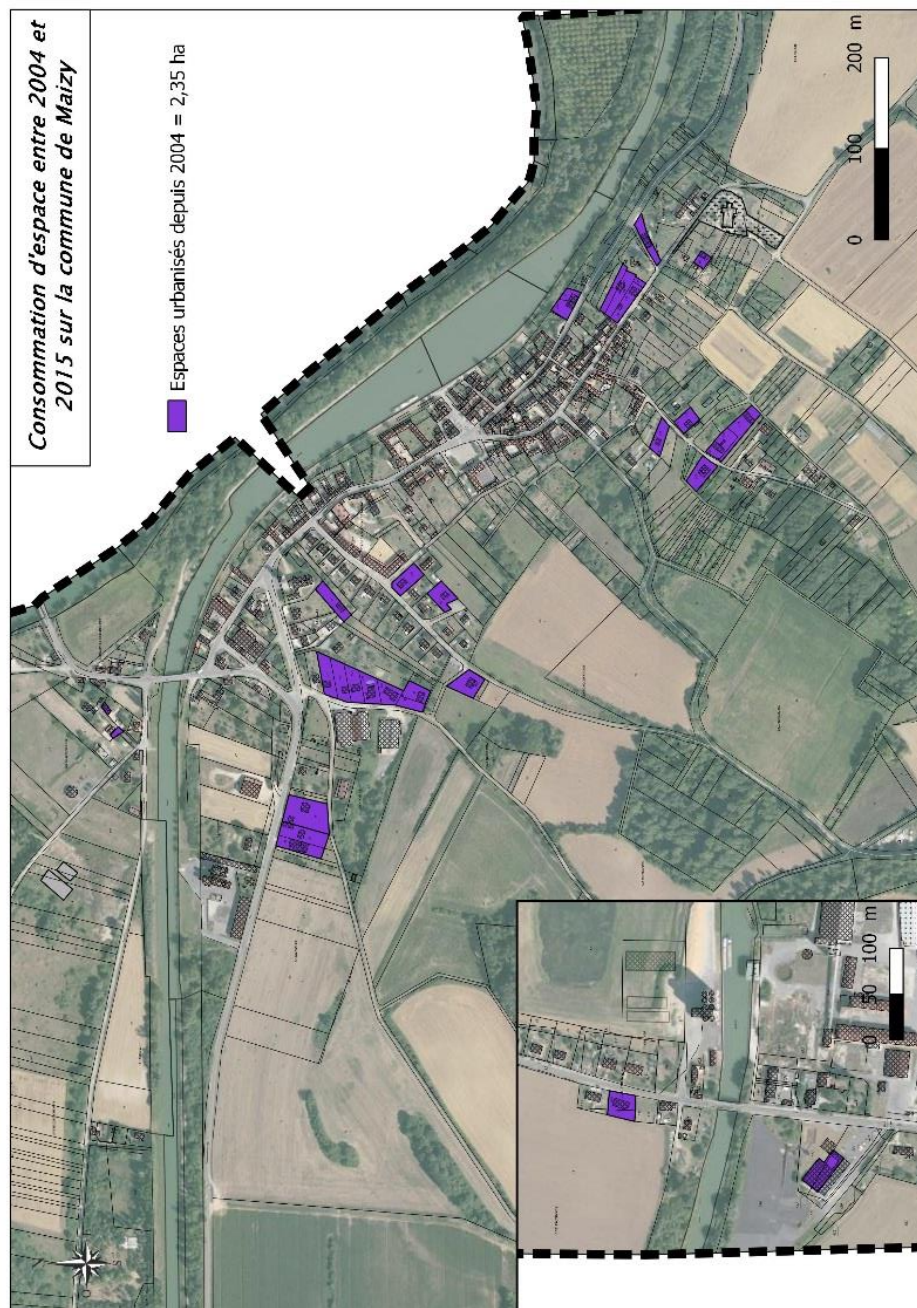 Consommation d'espace entre 2004 et
2015 sur la commune de Maizy
Espaces urbanisés depuis 2004 = 2,35 ha
0 100 200 m
0 50 100 m
S
O